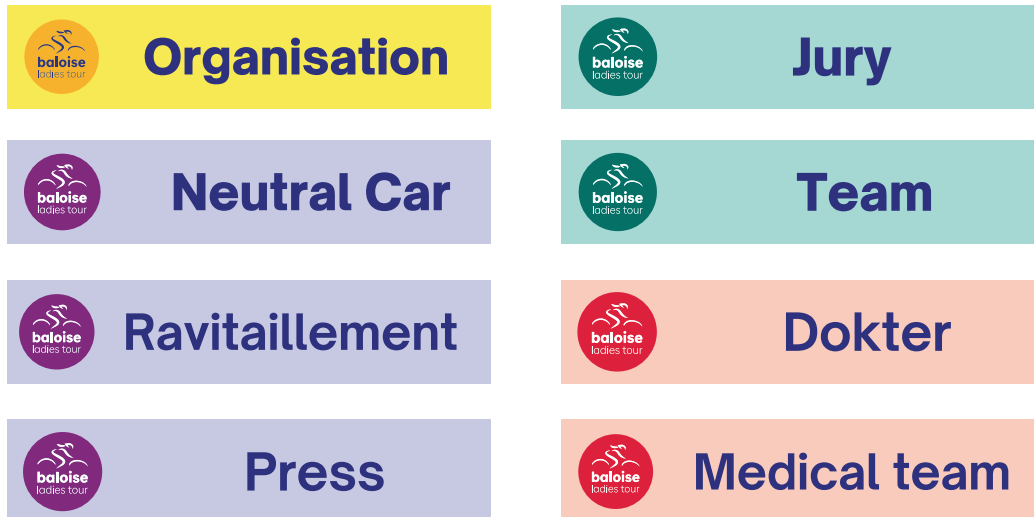 baloise
ladies tour
Organisation
baloise
ladies tour
Jury
baloise
ladies tour
Neutral Car
baloise
ladies tour
Team
baloise
ladies tour
Ravitaillement
baloise
ladies tour
Dokter
baloise
ladies tour
Press
baloise
ladies tour
Medical team